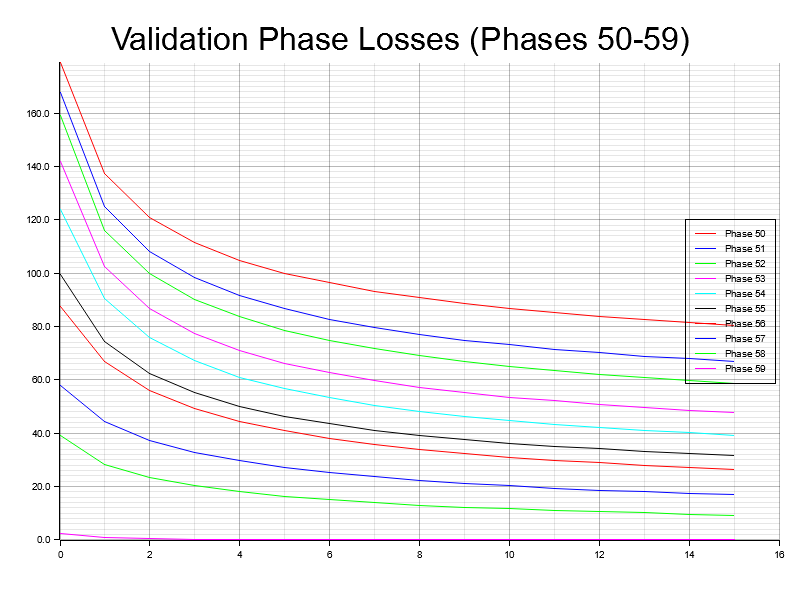 Validation Phase Losses (Phases 50-59)
160.0
140.0
120.0
100.0
80.0
60.0
40.0
20.0
0.0
Phase 50
Phase 51
Phase 52
Phase 53
Phase 54
Phase 55
Phase 56
Phase 57
Phase 58
Phase 59
0 2 4 6 8 10 12 14 16